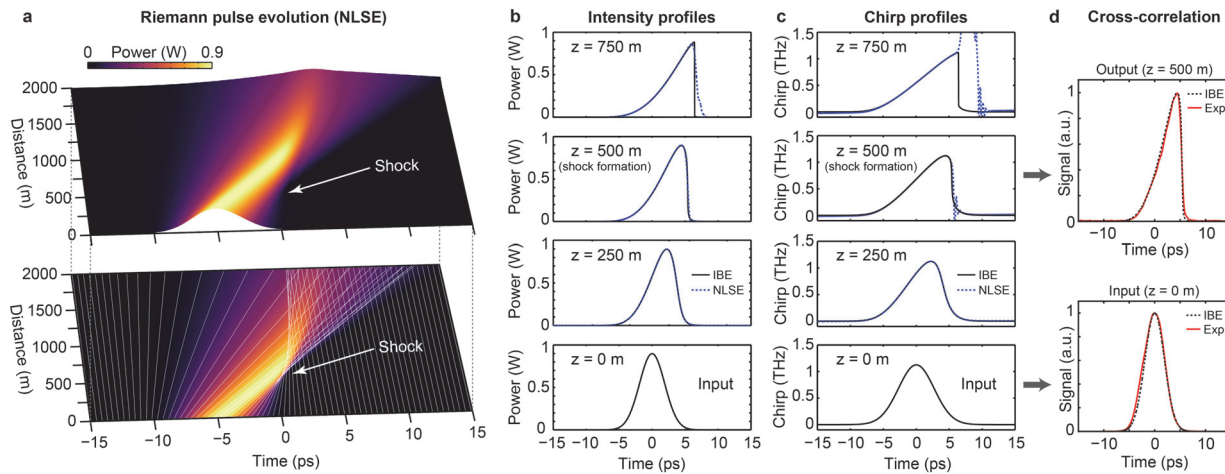 a Riemann pulse evolution (NLSE)
0 Power (W) 0.9
2000
1500
1000
500
0
Distance (m)
Shock
2000
1500
1000
500
0
Distance (m)
Shock
−15 −10 −5 0 5 10 15
Time (ps)
b Intensity profiles
z = 750 m
1
0.5
0
Power (W)
z = 500 m
(shock formation)
1
0.5
0
Power (W)
z = 250 m
IBE
NLSE
1
0.5
0
Power (W)
z = 0 m
Input
1
0.5
0
Power (W)
−15 −10 −5 0 5 10 15
Time (ps)
c Chirp profiles
z = 750 m
1.5
1
0.5
0
Chirp (THz)
z = 500 m
(shock formation)
1.5
1
0.5
0
Chirp (THz)
z = 250 m
IBE
NLSE
1.5
1
0.5
0
Chirp (THz)
z = 0 m
Input
1.5
1
0.5
0
Chirp (THz)
−15 −10 −5 0 5 10 15
Time (ps)
d Cross-correlation
Output (z = 500 m)
IBE
Exp
1
0.5
0
Signal (a.u.)
−10 0 10
Time (ps)
Input (z = 0 m)
IBE
Exp
1
0.5
0
Signal (a.u.)
−10 0 10
Time (ps)